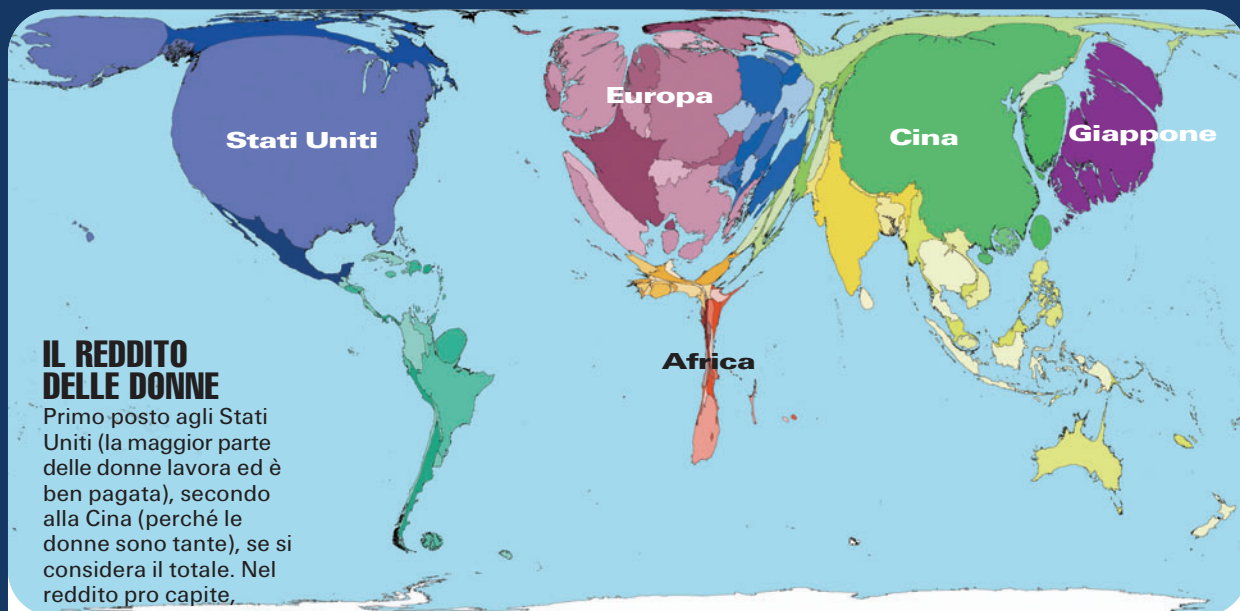 Stati Uniti
Europa
Cina
Giappone
Africa
IL REDDITO
DELLE DONNE
Primo posto agli Stati
Uniti (la maggior parte
delle donne lavora ed è
ben pagata), secondo
alla Cina (perché le
donne sono tante), se si
considera il totale. Nel
reddito pro capite,